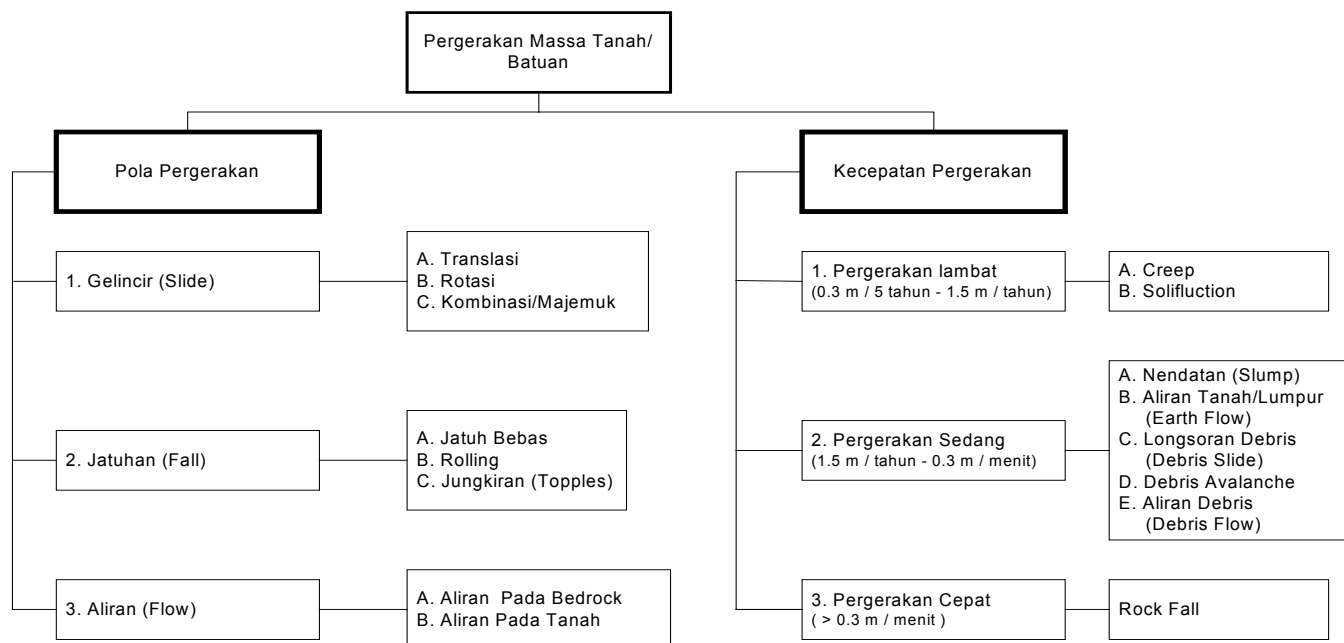 Pergerakan Massa Tanah/
Batuan
Pola Pergerakan
1. Gelincir (Slide)
A. Translasi
B. Rotasi
C. Kombinasi/Majemuk
2. Jatuhan (Fall)
A. Jatuh Bebas
B. Rolling
C. Jungkiran (Topples)
3. Aliran (Flow)
A. Aliran Pada Bedrock
B. Aliran Pada Tanah
Kecepatan Pergerakan
1. Pergerakan lambat
(0.3 m / 5 tahun - 1.5 m / tahun)
A. Creep
B. Solifluction
2. Pergerakan Sedang
(1.5 m / tahun - 0.3 m / menit)
A. Nendatan (Slump)
B. Aliran Tanah/Lumpur
(Earth Flow)
C. Longsoran Debris
(Debris Slide)
D. Debris Avalanche
E. Aliran Debris
(Debris Flow)
3. Pergerakan Cepat
( > 0.3 m / menit )
Rock Fall